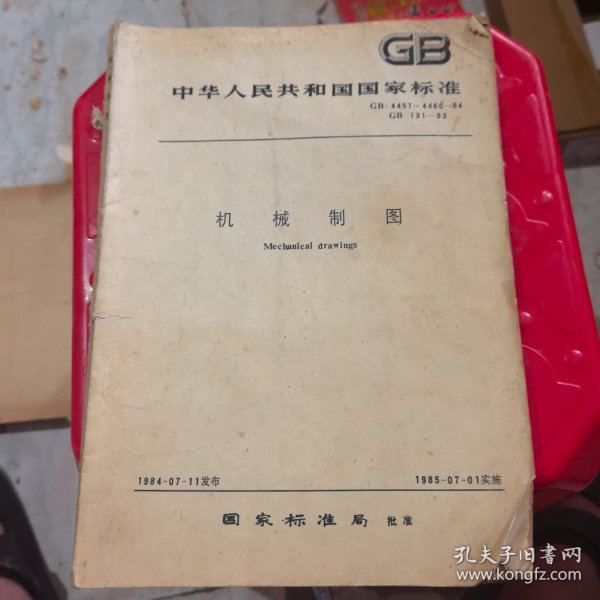 GB
中华人民共和国国家标准
GB 4457~4460—84
GB 131—83
机械制图
Mechanical drawings
1984-07-11发布
1985-07-01实施
国家标准局 批准
孔夫子旧书网
www.kongfz.com